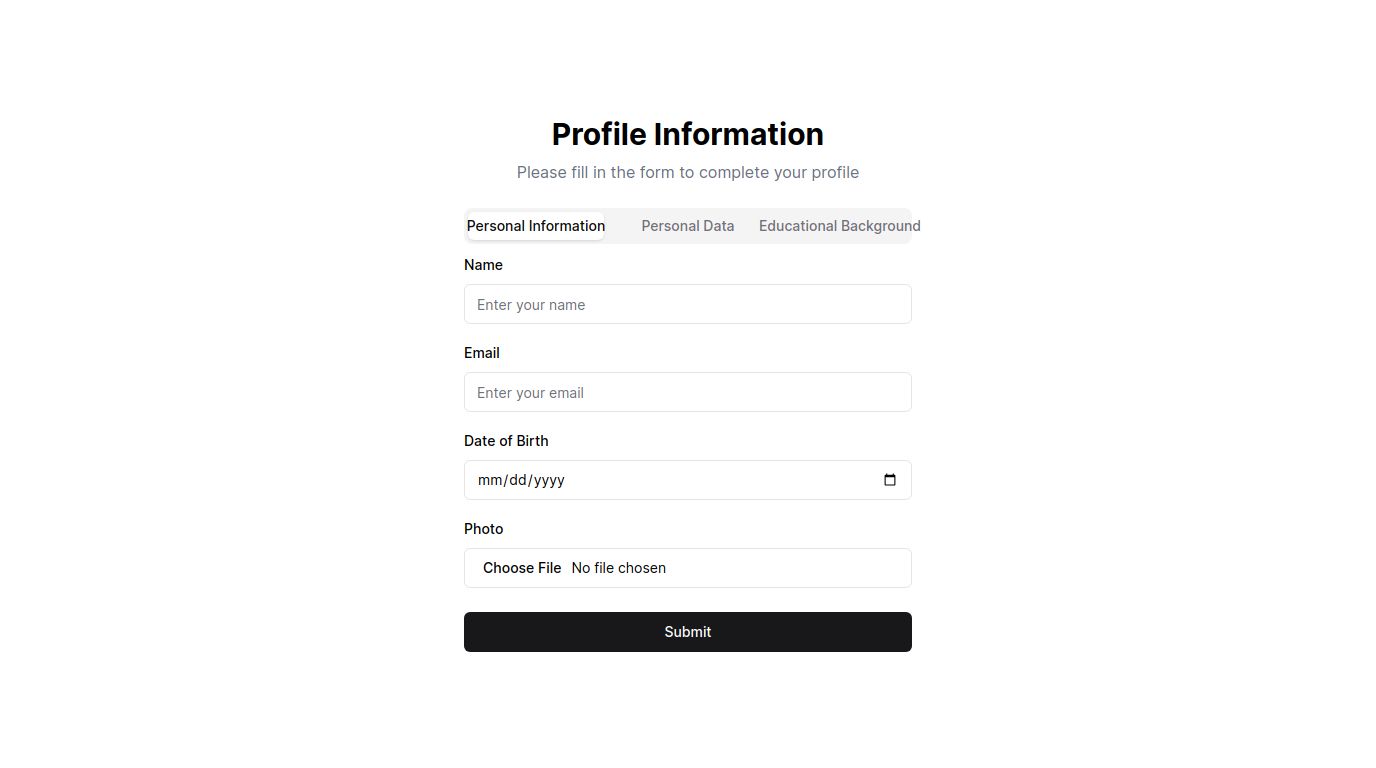 Profile Information
Please fill in the form to complete your profile
Personal Information Personal Data Educational Background
Name
Enter your name
Email
Enter your email
Date of Birth
mm/dd/yyyy
Photo
Choose File No file chosen
Submit